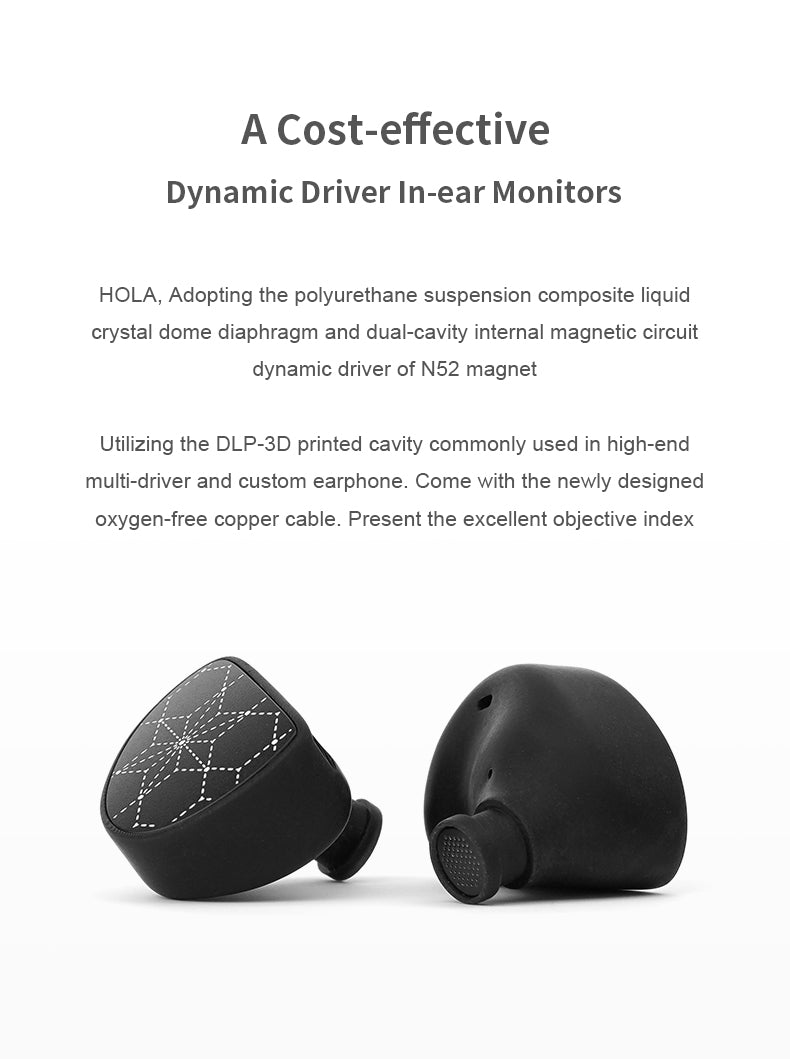 A Cost-effective
Dynamic Driver In-ear Monitors
HOLA, Adopting the polyurethane suspension composite liquid
crystal dome diaphragm and dual-cavity internal magnetic circuit
dynamic driver of N52 magnet
Utilizing the DLP-3D printed cavity commonly used in high-end
multi-driver and custom earphone. Come with the newly designed
oxygen-free copper cable. Present the excellent objective index